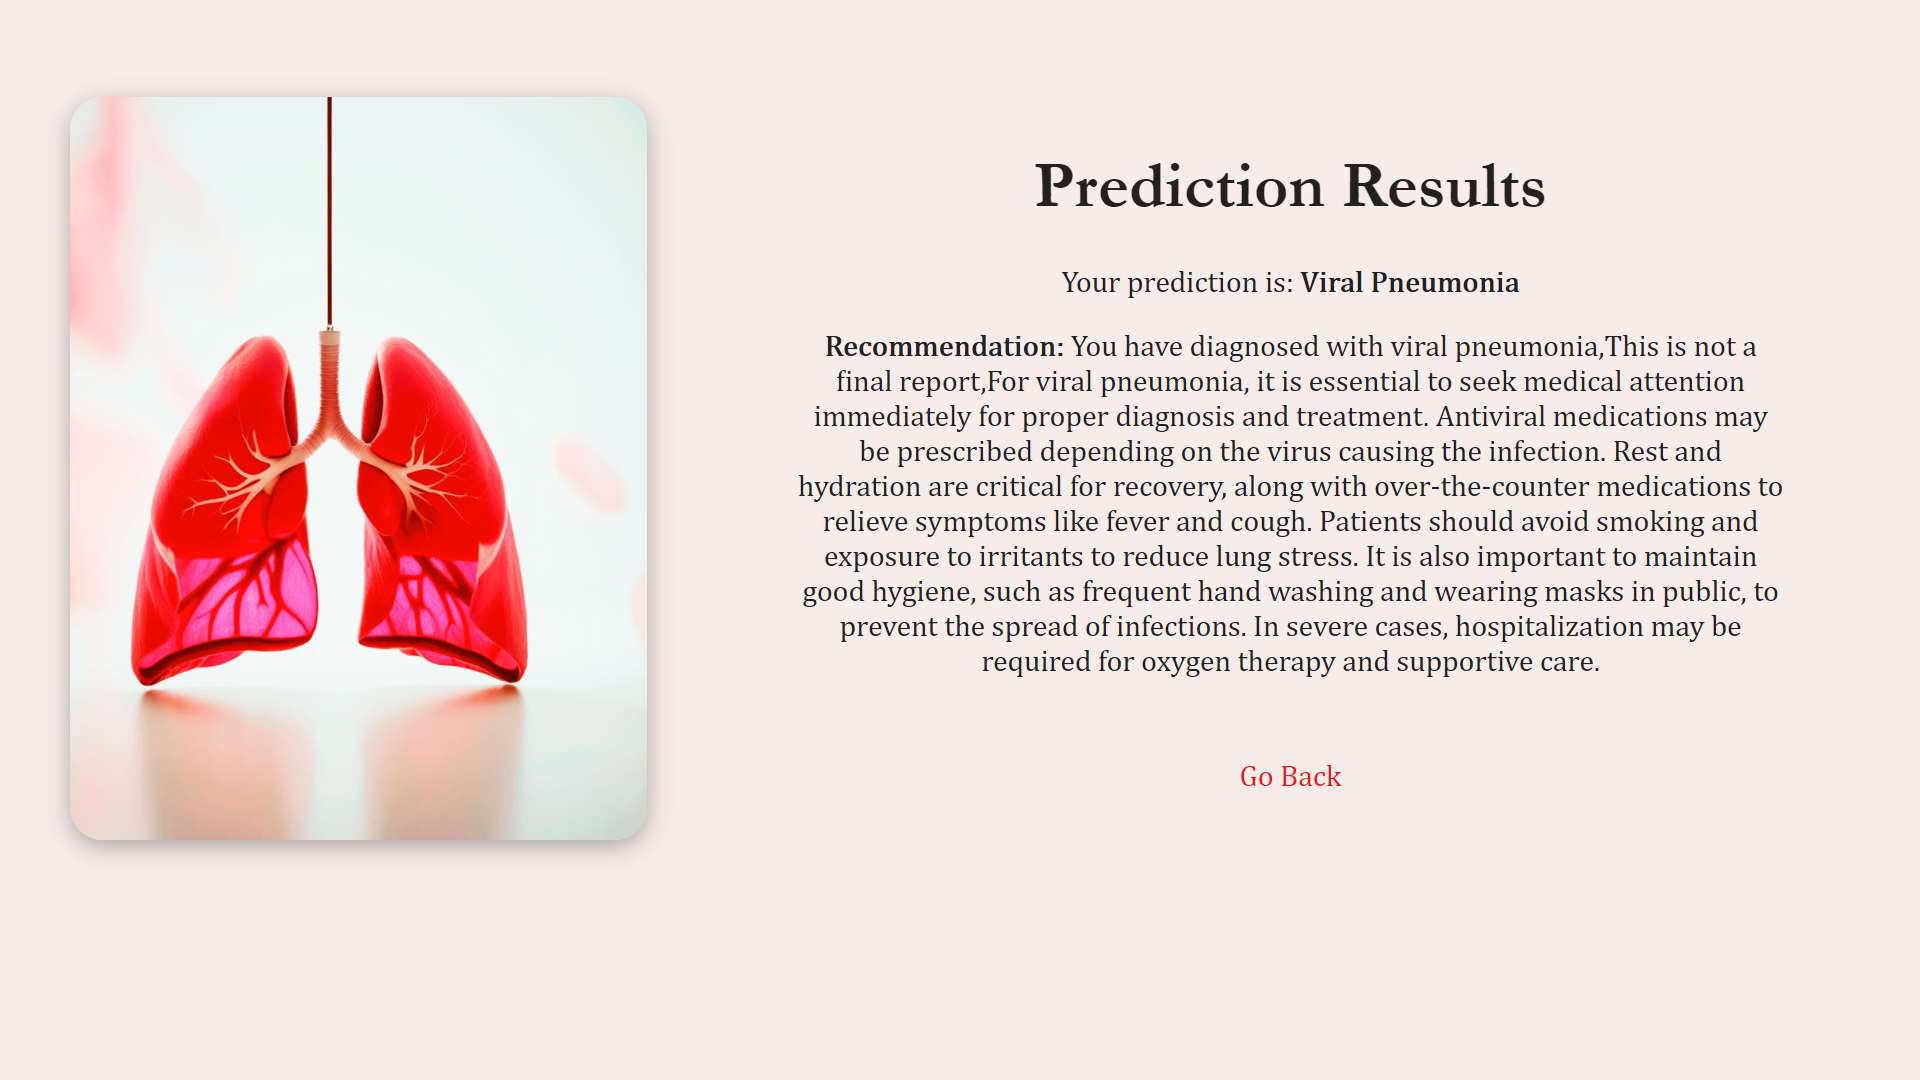 Prediction Results
Your prediction is: Viral Pneumonia
Recommendation: You have diagnosed with viral pneumonia,This is not a
final report,For viral pneumonia, it is essential to seek medical attention
immediately for proper diagnosis and treatment. Antiviral medications may
be prescribed depending on the virus causing the infection. Rest and
hydration are critical for recovery, along with over-the-counter medications to
relieve symptoms like fever and cough. Patients should avoid smoking and
exposure to irritants to reduce lung stress. It is also important to maintain
good hygiene, such as frequent hand washing and wearing masks in public, to
prevent the spread of infections. In severe cases, hospitalization may be
required for oxygen therapy and supportive care.
Go Back